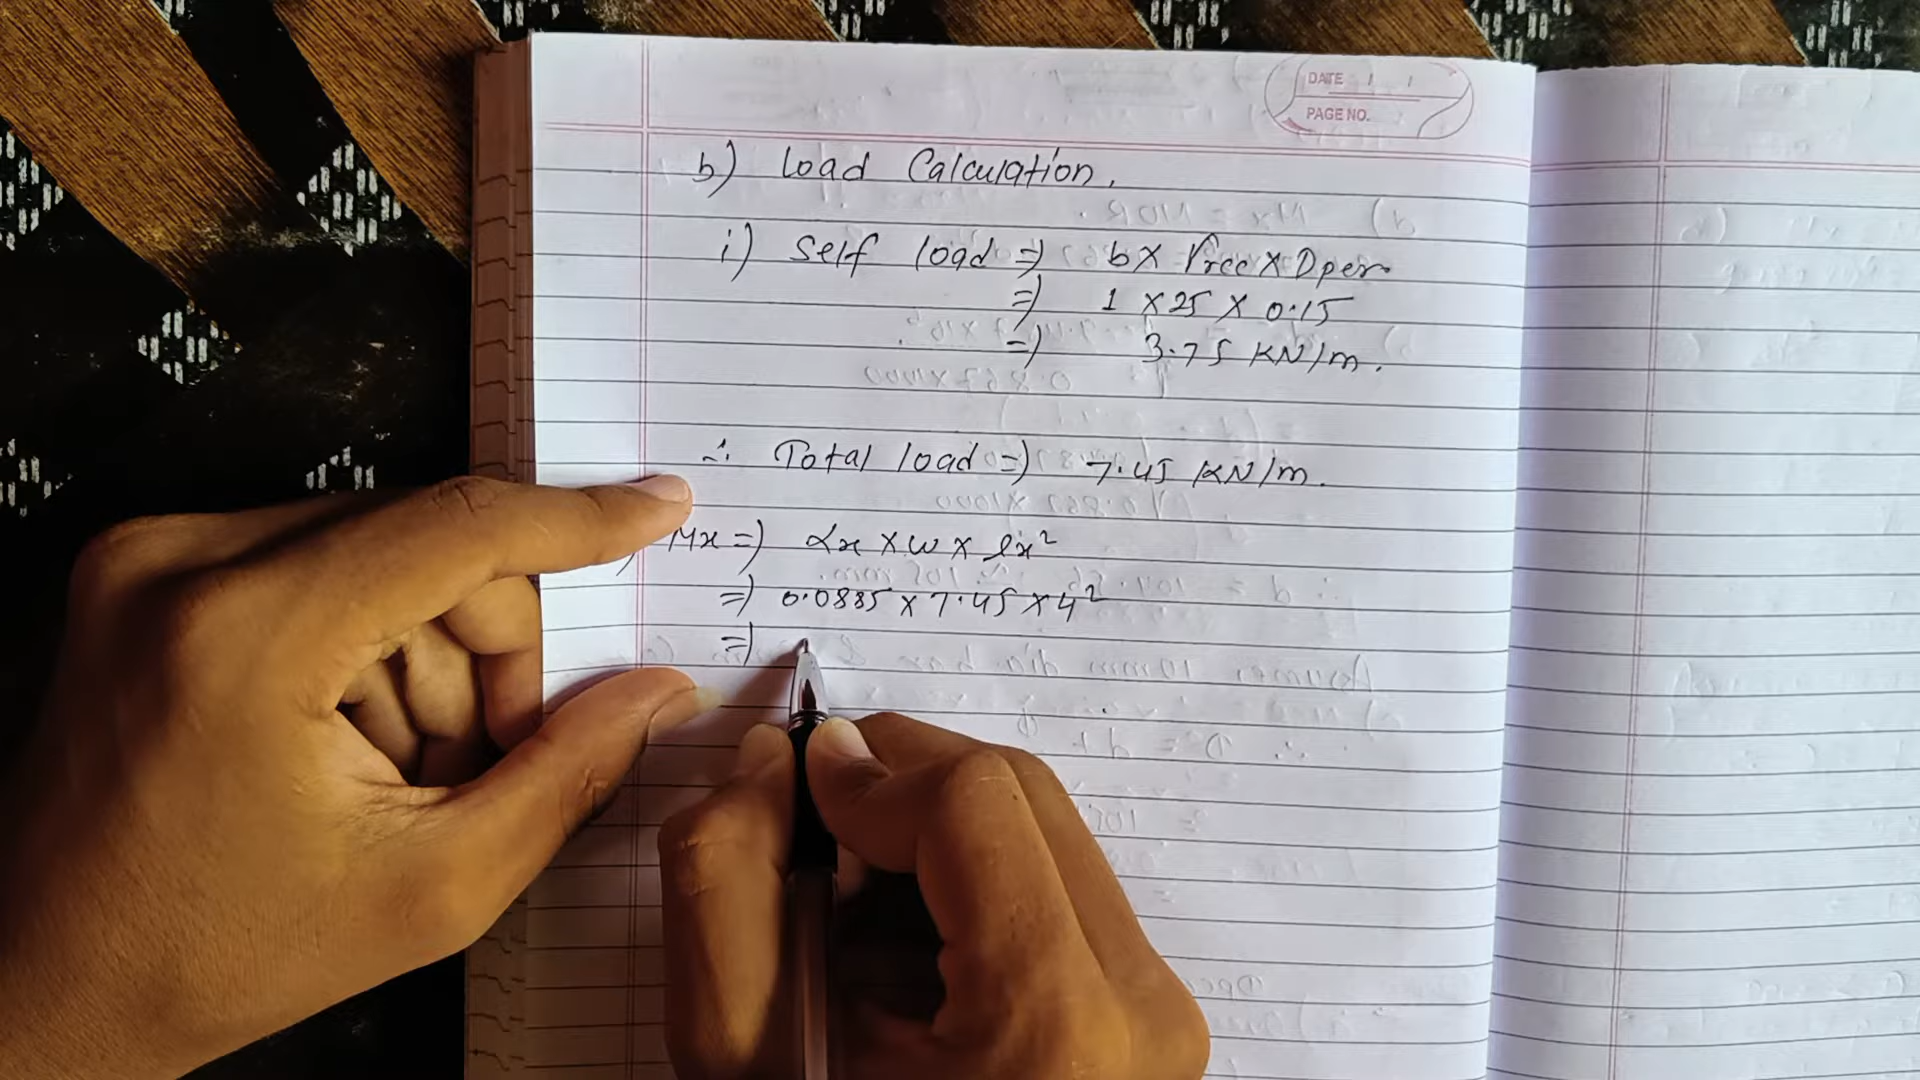 DATE / /
PAGE NO.
b) Load Calculation.
i) Self load ⇒ b × γrcc × Dper
⇒ 1 × 25 × 0.15
⇒ 3.75 KN/m.
∴ Total load ⇒ 7.45 KN/m.
) Mx ⇒ αx × w × lx²
⇒ 0.0885 × 7.45 × 4²
⇒